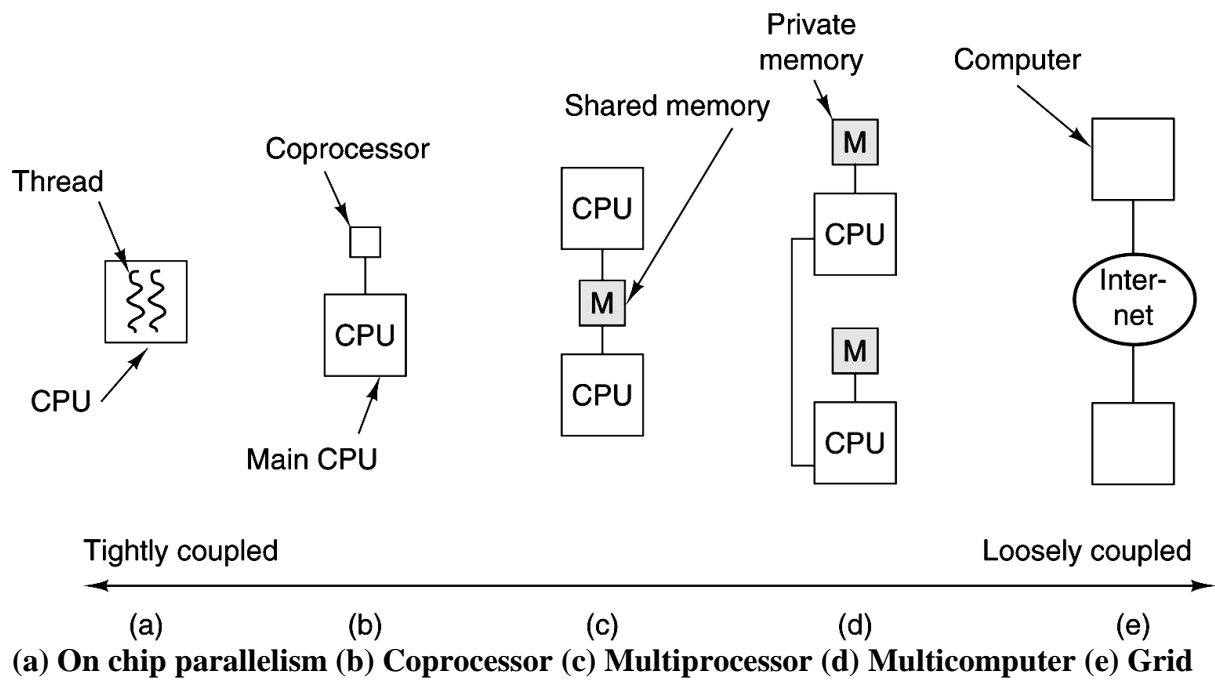 Thread
CPU
Coprocessor
CPU
Main CPU
Shared memory
CPU
M
CPU
Private
memory
M
CPU
M
CPU
Computer
Inter-
net
Tightly coupled
Loosely coupled
(a)
(b)
(c)
(d)
(e)
(a) On chip parallelism (b) Coprocessor (c) Multiprocessor (d) Multicomputer (e) Grid